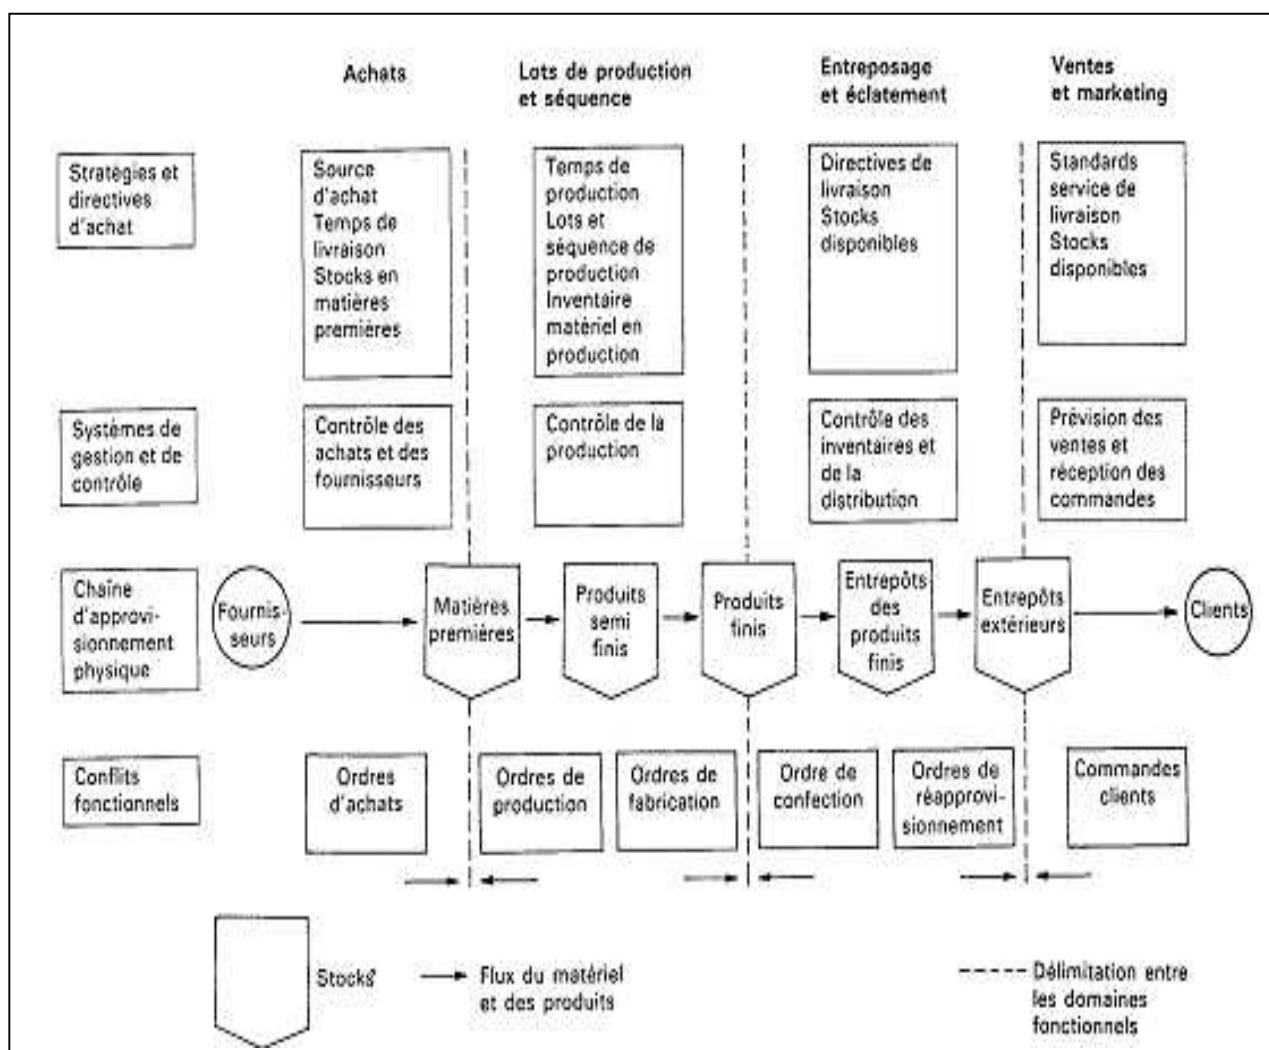 Achats
Lots de production
et séquence
Entreposage
et éclatement
Ventes
et marketing
Stratégies et
directives
d'achat
Source
d'achat
Temps de
livraison
Stocks en
matières
premières
Temps de
production
Lots et
séquence de
production
Inventaire
matériel en
production
Directives de
livraison
Stocks
disponibles
Standards
service de
livraison
Stocks
disponibles
Systèmes de
gestion et de
contrôle
Contrôle des
achats et des
fournisseurs
Contrôle de la
production
Contrôle des
inventaires et
de la
distribution
Prévision des
ventes et
réception des
commandes
Chaîne
d'approvi-
sionnement
physique
Fournis-
seurs
Matières
premières
Produits
semi
finis
Produits
finis
Entrepôts
des
produits
finis
Entrepôts
extérieurs
Clients
Conflits
fonctionnels
Ordres
d'achats
Ordres de
production
Ordres de
fabrication
Ordre de
confection
Ordres de
réapprovi-
sionnement
Commandes
clients
Stocks
Flux du matériel
et des produits
Délimitation entre
les domaines
fonctionnels